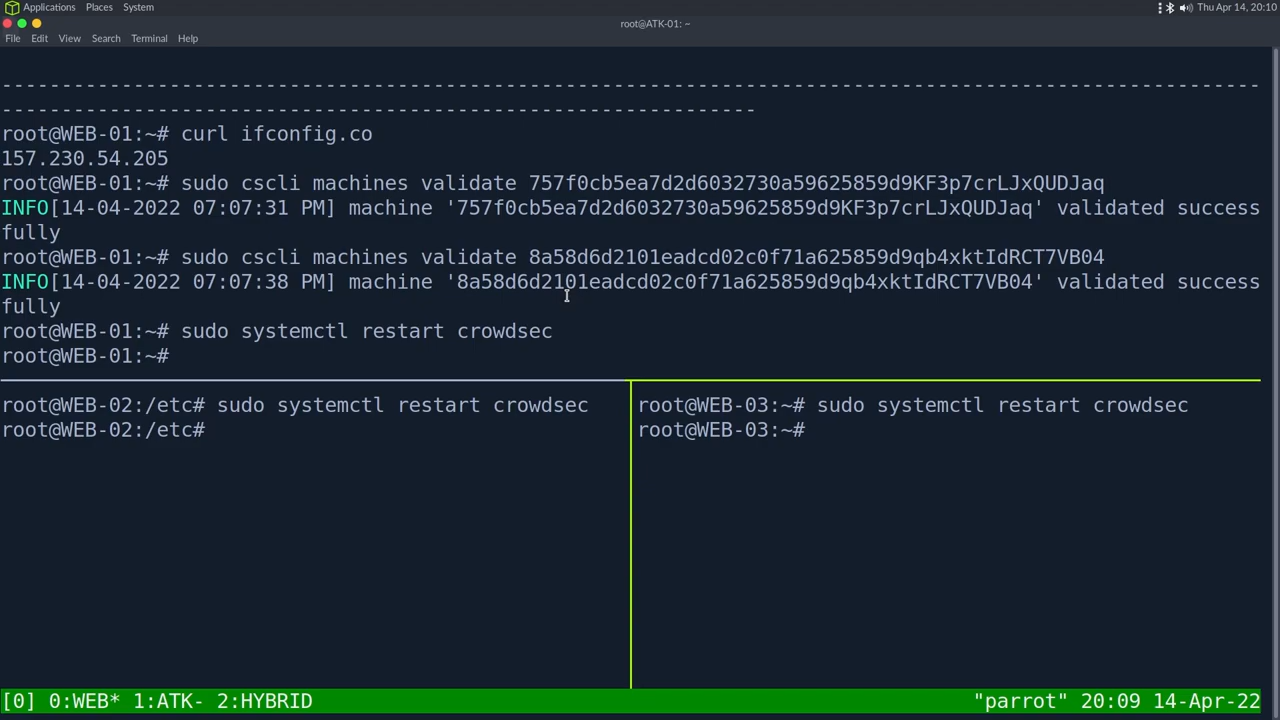 Applications Places System
Thu Apr 14, 20:10
root@ATK-01: ~
File Edit View Search Terminal Help
------------------------------------------------------------------------------------------------------------------
---------------------------------------------------------------
root@WEB-01:~# curl ifconfig.co
157.230.54.205
root@WEB-01:~# sudo cscli machines validate 757f0cb5ea7d2d6032730a59625859d9KF3p7crLJxQUDJaq
INFO[14-04-2022 07:07:31 PM] machine '757f0cb5ea7d2d6032730a59625859d9KF3p7crLJxQUDJaq' validated success
fully
root@WEB-01:~# sudo cscli machines validate 8a58d6d2101eadcd02c0f71a625859d9qb4xktIdRCT7VB04
INFO[14-04-2022 07:07:38 PM] machine '8a58d6d2101eadcd02c0f71a625859d9qb4xktIdRCT7VB04' validated success
fully
root@WEB-01:~# sudo systemctl restart crowdsec
root@WEB-01:~#
root@WEB-02:/etc# sudo systemctl restart crowdsec
root@WEB-02:/etc#
root@WEB-03:~# sudo systemctl restart crowdsec
root@WEB-03:~#
[0] 0:WEB* 1:ATK- 2:HYBRID
"parrot" 20:09 14-Apr-22